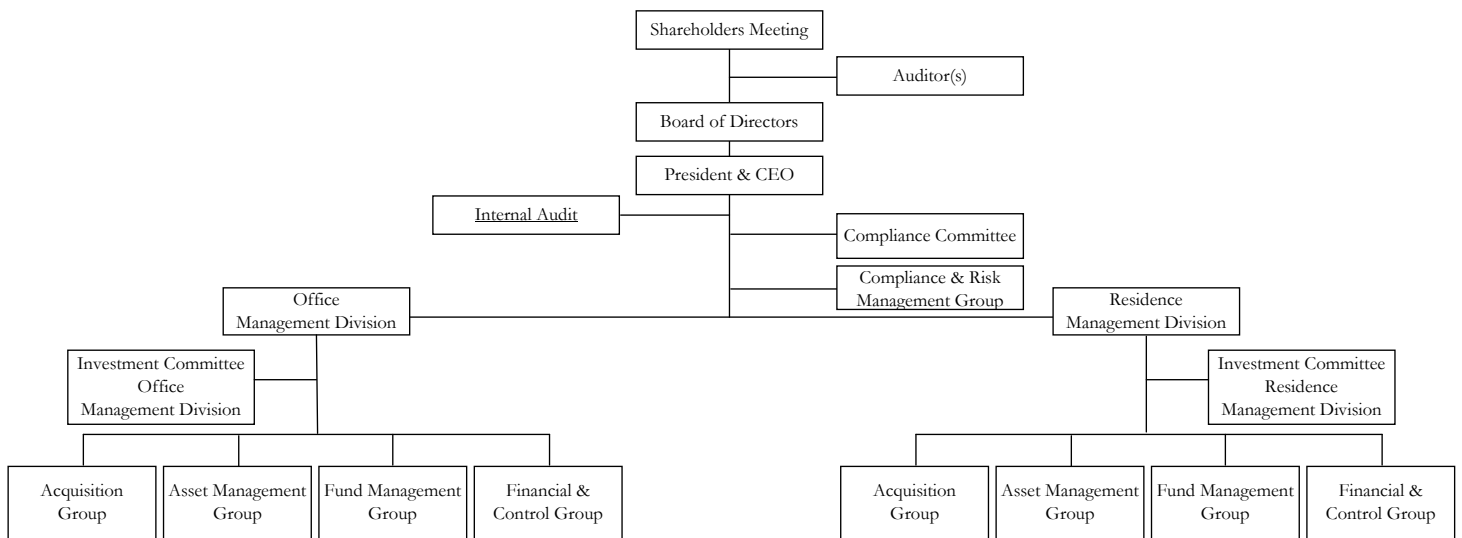 Shareholders Meeting
Auditor(s)
Board of Directors
President & CEO
Internal Audit
Compliance Committee
Compliance & Risk
Management Group
Office
Management Division
Residence
Management Division
Investment Committee
Office
Management Division
Investment Committee
Residence
Management Division
Acquisition
Group
Asset Management
Group
Fund Management
Group
Financial &
Control Group
Acquisition
Group
Asset Management
Group
Fund Management
Group
Financial &
Control Group